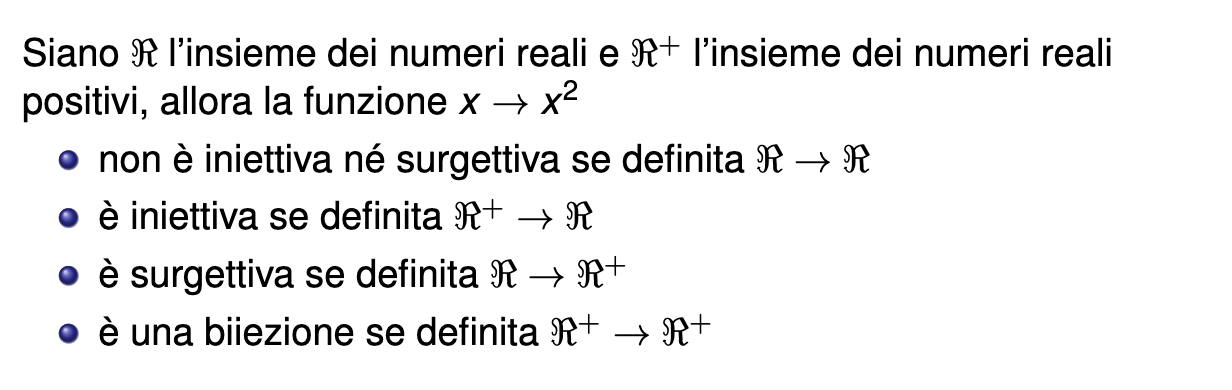 Siano ℜ l'insieme dei numeri reali e ℜ⁺ l'insieme dei numeri reali
positivi, allora la funzione x → x²
• non è iniettiva né surgettiva se definita ℜ → ℜ
• è iniettiva se definita ℜ⁺ → ℜ
• è surgettiva se definita ℜ → ℜ⁺
• è una biiezione se definita ℜ⁺ → ℜ⁺